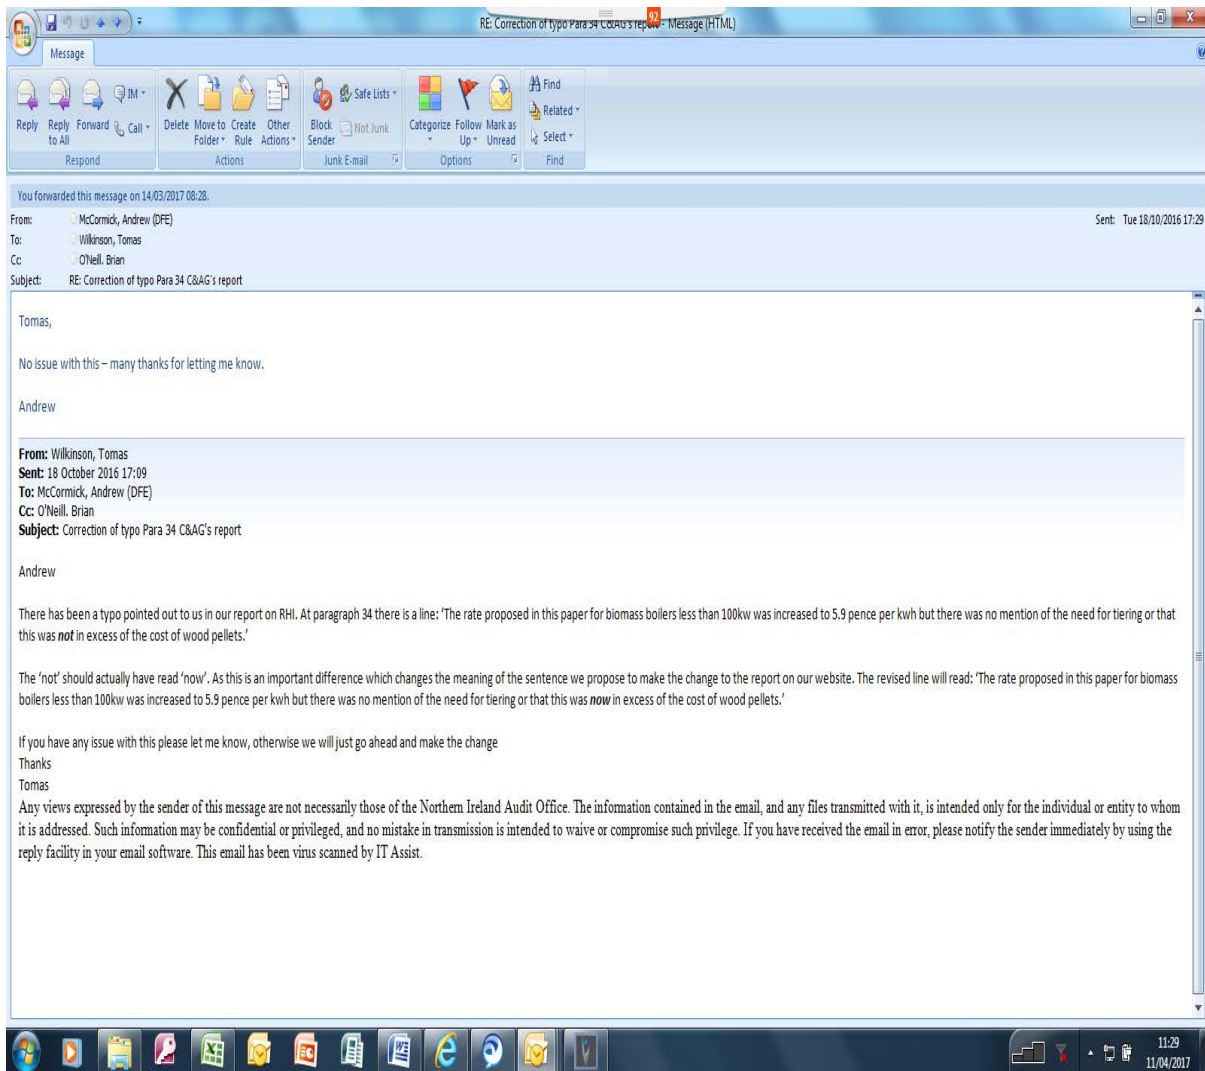 RE: Correction of typo Para 34 C&AG's report - Message (HTML)
92
Message
Reply
Reply to All
Forward
IM
Call
Respond
Delete
Move to Folder
Create Rule
Other Actions
Actions
Block Sender
Safe Lists
Not Junk
Junk E-mail
Categorize
Follow Up
Mark as Unread
Options
Find
Related
Select
Find
You forwarded this message on 14/03/2017 08:28.
From: McCormick, Andrew (DFE)
Sent: Tue 18/10/2016 17:29
To: Wilkinson, Tomas
Cc: O'Neill. Brian
Subject: RE: Correction of typo Para 34 C&AG's report
Tomas,
No issue with this – many thanks for letting me know.
Andrew
From: Wilkinson, Tomas
Sent: 18 October 2016 17:09
To: McCormick, Andrew (DFE)
Cc: O'Neill. Brian
Subject: Correction of typo Para 34 C&AG's report
Andrew
There has been a typo pointed out to us in our report on RHI. At paragraph 34 there is a line: 'The rate proposed in this paper for biomass boilers less than 100kw was increased to 5.9 pence per kwh but there was no mention of the need for tiering or that
this was not in excess of the cost of wood pellets.'
The 'not' should actually have read 'now'. As this is an important difference which changes the meaning of the sentence we propose to make the change to the report on our website. The revised line will read: 'The rate proposed in this paper for biomass
boilers less than 100kw was increased to 5.9 pence per kwh but there was no mention of the need for tiering or that this was now in excess of the cost of wood pellets.'
If you have any issue with this please let me know, otherwise we will just go ahead and make the change
Thanks
Tomas
Any views expressed by the sender of this message are not necessarily those of the Northern Ireland Audit Office. The information contained in the email, and any files transmitted with it, is intended only for the individual or entity to whom
it is addressed. Such information may be confidential or privileged, and no mistake in transmission is intended to waive or compromise such privilege. If you have received the email in error, please notify the sender immediately by using the
reply facility in your email software. This email has been virus scanned by IT Assist.
11:29
11/04/2017